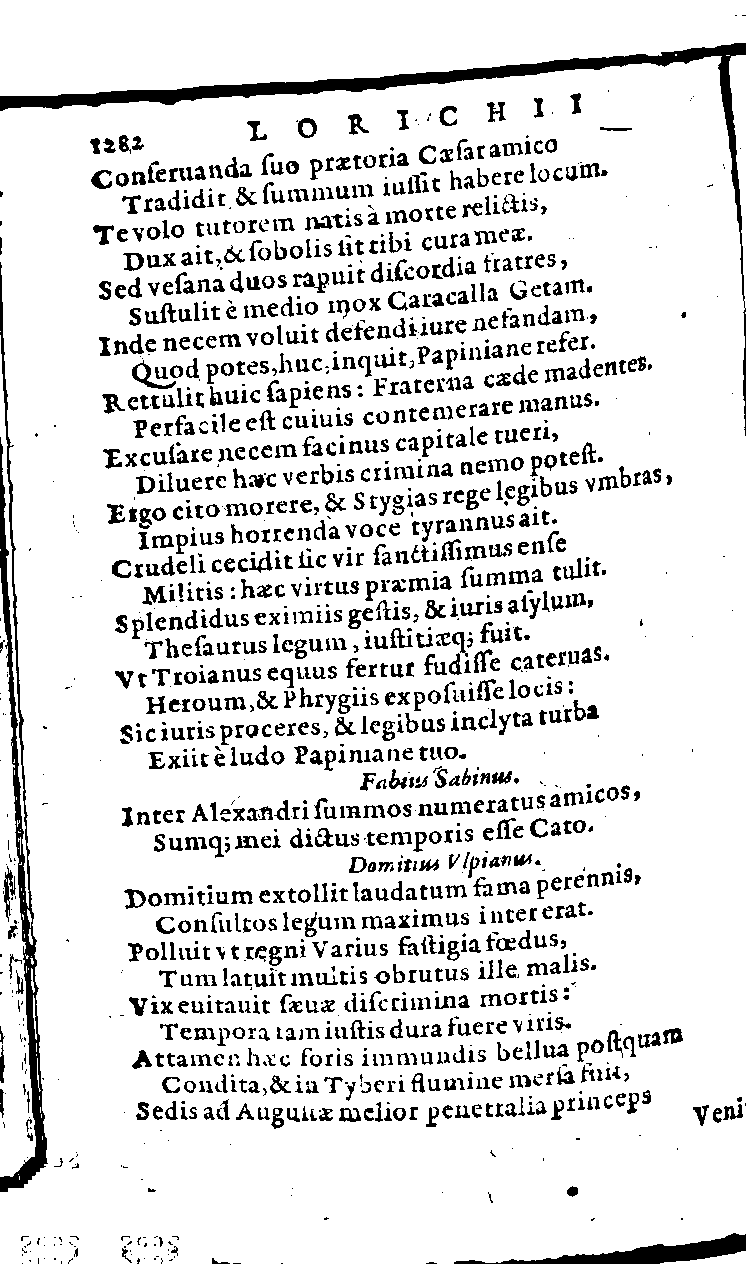 1282 LORICHII
Conſeruanda ſuo prætoria Cæſar amico
Tradidit, & ſummum iuſſit habere locum.
Te volo tutorem natis à morte relictis,
Dux ait, & ſobolis ſit tibi cura meæ.
Sed veſana duos rapuit diſcordia fratres,
Suſtulit è medio mox Caracalla Getam.
Inde necem voluit defendi iure nefandam,
Quod potes, huc, inquit, Papiniane refer.
Rettulit huic ſapiens: Fraterna cæde madentes.
Perfacile eſt cuiuis contemerare manus.
Excuſare necem facinus capitale tueri,
Diluere hæc verbis crimina nemo poteſt.
Ergo cito morere, & Stygias rege legibus vmbras,
Impius horrenda voce tyrannus ait.
Crudeli cecidit ſic vir ſanctiſſimus enſe
Militis: hæc virtus præmia ſumma tulit.
Splendidus eximiis geſtis, & iuris aſylum,
Theſaurus legum, iuſtitiæq; fuit.
Vt Troianus equus fertur fudiſſe cateruas.
Heroum, & Phrygiis expoſuiſſe locis:
Sic iuris proceres, & legibus inclyta turba
Exiit è ludo Papiniane tuo.
Fabius Sabinus.
Inter Alexandri ſummos numeratus amicos,
Sumq; mei dictus temporis eſſe Cato.
Domitius Vlpianus.
Domitium extollit laudatum fama perennis,
Conſultos legum maximus inter erat.
Polluit vt regni Varius faſtigia fœdus,
Tum latuit multis obrutus ille malis.
Vix euitauit ſæuæ diſcrimina mortis:
Tempora tam iuſtis dura fuere viris.
Attamen hæc foris immundis bellua poſtquam
Condita, & in Tyberi flumine merſa fuit,
Sedis ad Auguſtæ melior penetralia princeps
Veni